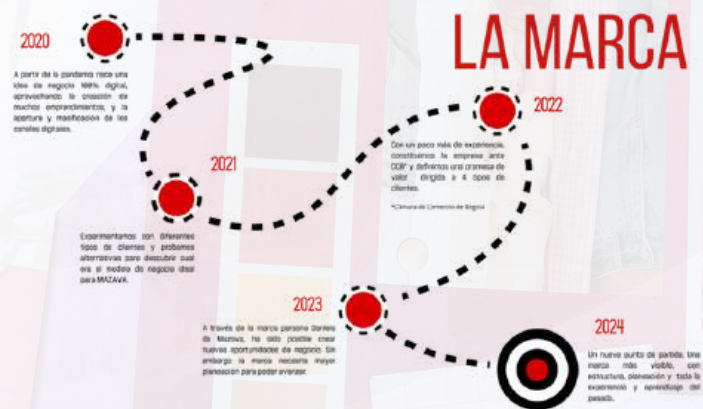 LA MARCA
2020
A partir de la pandemia nace una
idea de negocio 100% digital,
aprovechando la creación de
muchos emprendimientos, y la
apertura y masificación de los
canales digitales.
2021
Experimentamos con diferentes
tipos de clientes y probamos
alternativas para descubrir cual
era el modelo de negocio ideal
para MAZAVA.
2022
Con un poco más de experiencia,
constituimos la empresa ante
CCB* y definimos una promesa de
valor dirigida a 4 tipos de
clientes.
*Cámara de Comercio de Bogotá
2023
A través de la marca persona Daniela
de Mazava, ha sido posible crear
nuevas oportunidades de negocio. Sin
embargo la marca necesita mayor
planeación para poder avanzar.
2024
Un nuevo punto de partida. Una
marca más visible, con
estructura, planeación y toda la
experiencia y aprendizaje del
pasado.